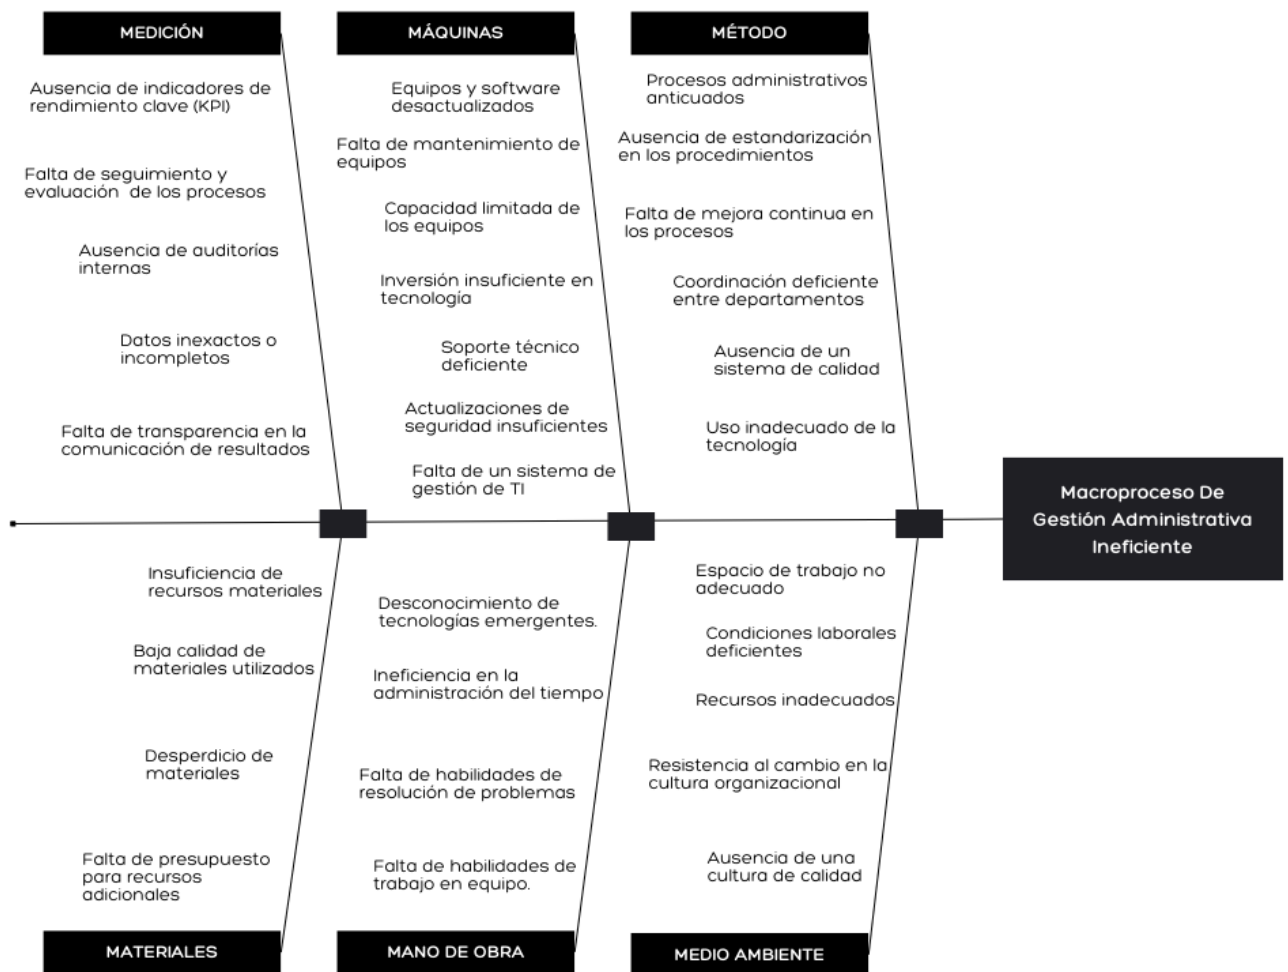 MEDICIÓN
Ausencia de indicadores de
rendimiento clave (KPI)
Falta de seguimiento y
evaluación de los procesos
Ausencia de auditorías
internas
Datos inexactos o
incompletos
Falta de transparencia en la
comunicación de resultados
MÁQUINAS
Equipos y software
desactualizados
Falta de mantenimiento de
equipos
Capacidad limitada de
los equipos
Inversión insuficiente en
tecnología
Soporte técnico
deficiente
Actualizaciones de
seguridad insuficientes
Falta de un sistema de
gestión de TI
MÉTODO
Procesos administrativos
anticuados
Ausencia de estandarización
en los procedimientos
Falta de mejora continua en
los procesos
Coordinación deficiente
entre departamentos
Ausencia de un
sistema de calidad
Uso inadecuado de la
tecnología
Macroproceso De
Gestión Administrativa
Ineficiente
Insuficiencia de
recursos materiales
Baja calidad de
materiales utilizados
Desperdicio de
materiales
Falta de presupuesto
para recursos
adicionales
MATERIALES
Desconocimiento de
tecnologías emergentes.
Ineficiencia en la
administración del tiempo
Falta de habilidades de
resolución de problemas
Falta de habilidades de
trabajo en equipo.
MANO DE OBRA
Espacio de trabajo no
adecuado
Condiciones laborales
deficientes
Recursos inadecuados
Resistencia al cambio en la
cultura organizacional
Ausencia de una
cultura de calidad
MEDIO AMBIENTE